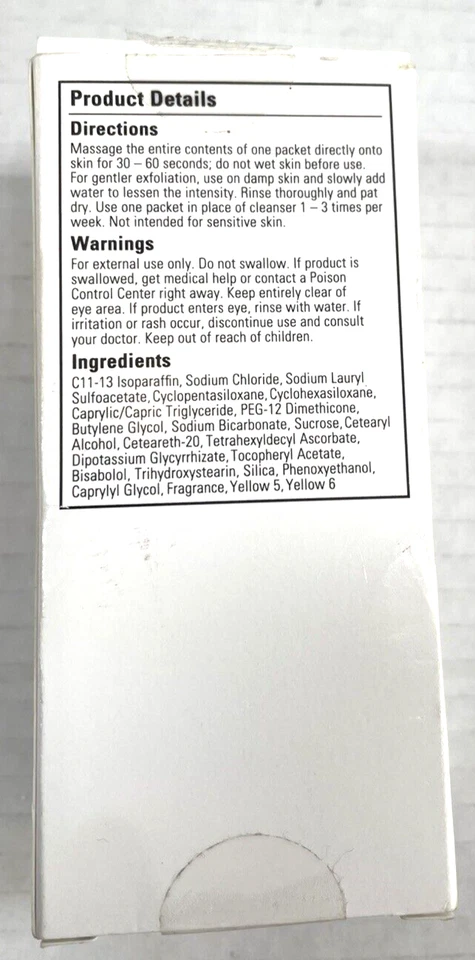 Product Details
Directions
Massage the entire contents of one packet directly onto
skin for 30 – 60 seconds; do not wet skin before use.
For gentler exfoliation, use on damp skin and slowly add
water to lessen the intensity. Rinse thoroughly and pat
dry. Use one packet in place of cleanser 1 – 3 times per
week. Not intended for sensitive skin.
Warnings
For external use only. Do not swallow. If product is
swallowed, get medical help or contact a Poison
Control Center right away. Keep entirely clear of
eye area. If product enters eye, rinse with water. If
irritation or rash occur, discontinue use and consult
your doctor. Keep out of reach of children.
Ingredients
C11-13 Isoparaffin, Sodium Chloride, Sodium Lauryl
Sulfoacetate, Cyclopentasiloxane, Cyclohexasiloxane,
Caprylic/Capric Triglyceride, PEG-12 Dimethicone,
Butylene Glycol, Sodium Bicarbonate, Sucrose, Cetearyl
Alcohol, Ceteareth-20, Tetrahexyldecyl Ascorbate,
Dipotassium Glycyrrhizate, Tocopheryl Acetate,
Bisabolol, Trihydroxystearin, Silica, Phenoxyethanol,
Caprylyl Glycol, Fragrance, Yellow 5, Yellow 6